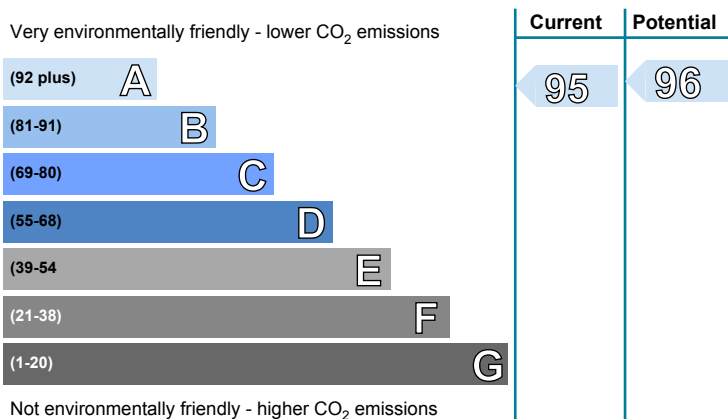 Very environmentally friendly - lower CO2 emissions
Current
Potential
(92 plus) A
95
96
(81-91) B
(69-80) C
(55-68) D
(39-54 E
(21-38) F
(1-20) G
Not environmentally friendly - higher CO2 emissions